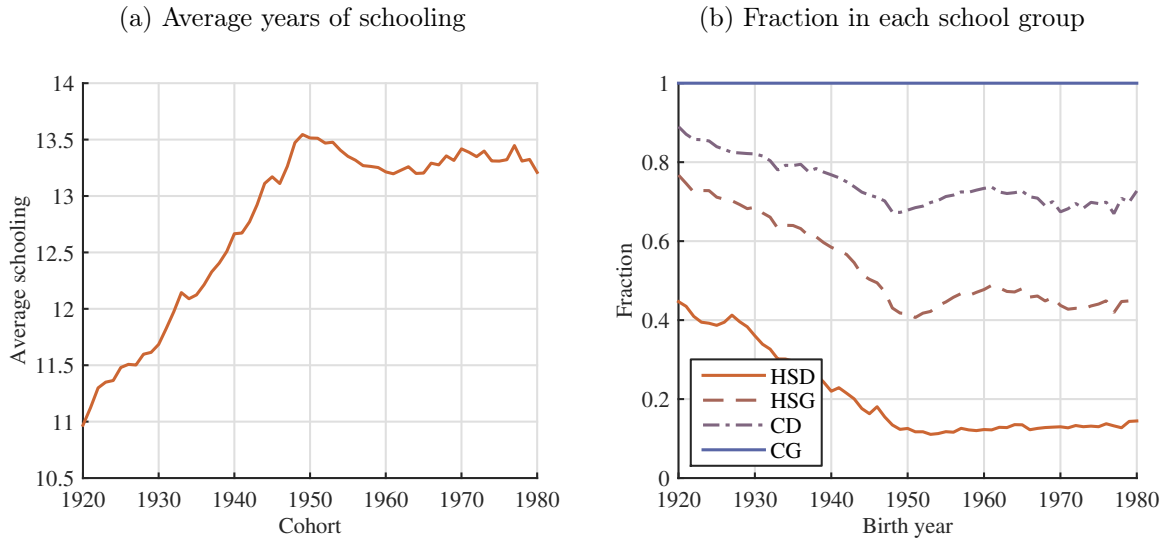 (a) Average years of schooling
14
13.5
13
12.5
12
11.5
11
10.5
Average schooling
1920 1930 1940 1950 1960 1970 1980
Cohort
(b) Fraction in each school group
1
0.8
0.6
0.4
0.2
0
Fraction
HSD
HSG
CD
CG
1920 1930 1940 1950 1960 1970 1980
Birth year